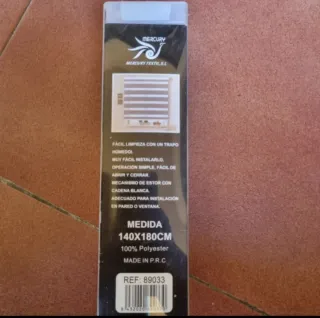 MERCURY
MERCURY TEXTIL S.L
FÁCIL LIMPIEZA CON UN TRAPO
HÚMEDO.
MUY FÁCIL INSTALARLO.
OPERACIÓN SIMPLE, FÁCIL DE
ABRIR Y CERRAR.
MECANISMO DE ESTOR CON
CADENA BLANCA.
ADECUADO PARA INSTALACIÓN
EN PARED O VENTANA.
MEDIDA
140X180CM
100% Polyester
MADE IN P.R.C
REF: 89033